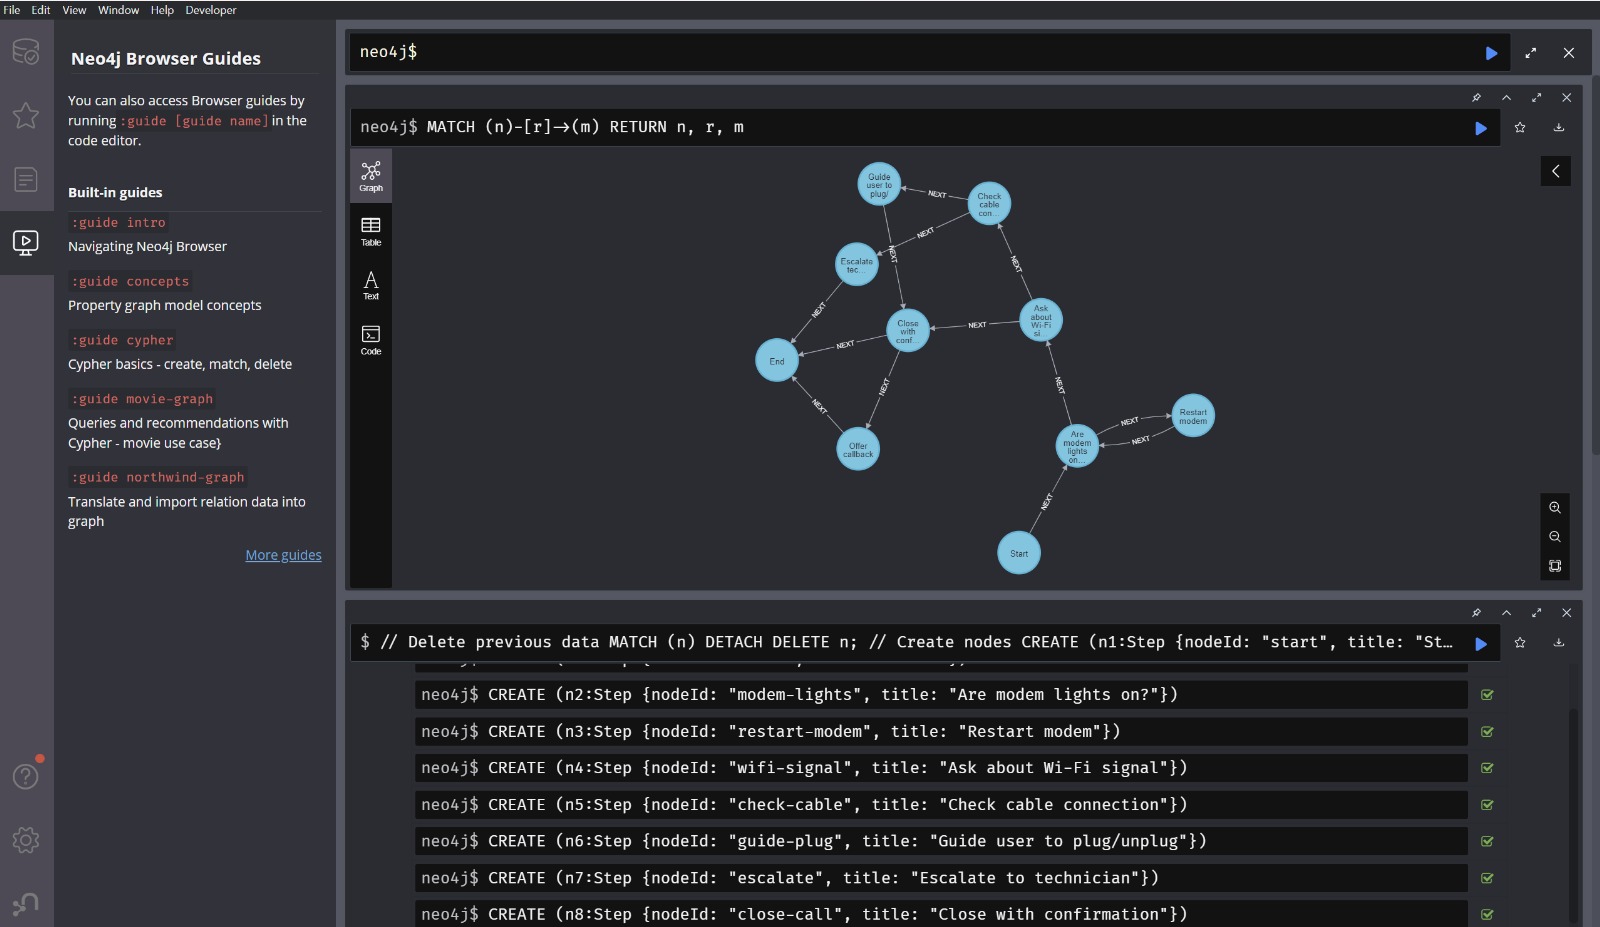 File Edit View Window Help Developer
Neo4j Browser Guides
You can also access Browser guides by
running :guide [guide name] in the
code editor.
Built-in guides
:guide intro
Navigating Neo4j Browser
:guide concepts
Property graph model concepts
:guide cypher
Cypher basics - create, match, delete
:guide movie-graph
Queries and recommendations with
Cypher - movie use case}
:guide northwind-graph
Translate and import relation data into
graph
More guides
neo4j$
neo4j$ MATCH (n)-[r]→(m) RETURN n, r, m
Graph
Table
Text
Code
Guide
user to
plug/
NEXT
Check
cable
con...
NEXT
NEXT
Escalate
tec...
NEXT
NEXT
Ask
about
Wi-Fi
si...
NEXT
Close
with
conf...
NEXT
End
NEXT
NEXT
NEXT
Offer
callback
NEXT
Restart
modem
NEXT
NEXT
Are
modem
lights
on...
NEXT
Start
$ // Delete previous data MATCH (n) DETACH DELETE n; // Create nodes CREATE (n1:Step {nodeId: "start", title: "St…
neo4j$ CREATE (n2:Step {nodeId: "modem-lights", title: "Are modem lights on?"})
neo4j$ CREATE (n3:Step {nodeId: "restart-modem", title: "Restart modem"})
neo4j$ CREATE (n4:Step {nodeId: "wifi-signal", title: "Ask about Wi-Fi signal"})
neo4j$ CREATE (n5:Step {nodeId: "check-cable", title: "Check cable connection"})
neo4j$ CREATE (n6:Step {nodeId: "guide-plug", title: "Guide user to plug/unplug"})
neo4j$ CREATE (n7:Step {nodeId: "escalate", title: "Escalate to technician"})
neo4j$ CREATE (n8:Step {nodeId: "close-call", title: "Close with confirmation"})